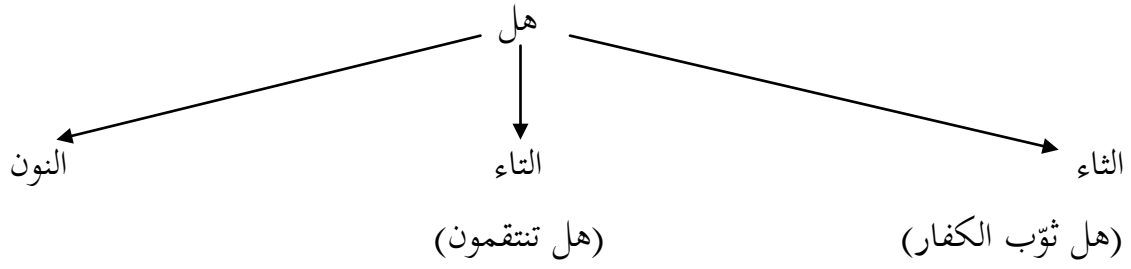 هل
الثاء التاء النون
(هل ثوّب الكفار) (هل تنتقمون)